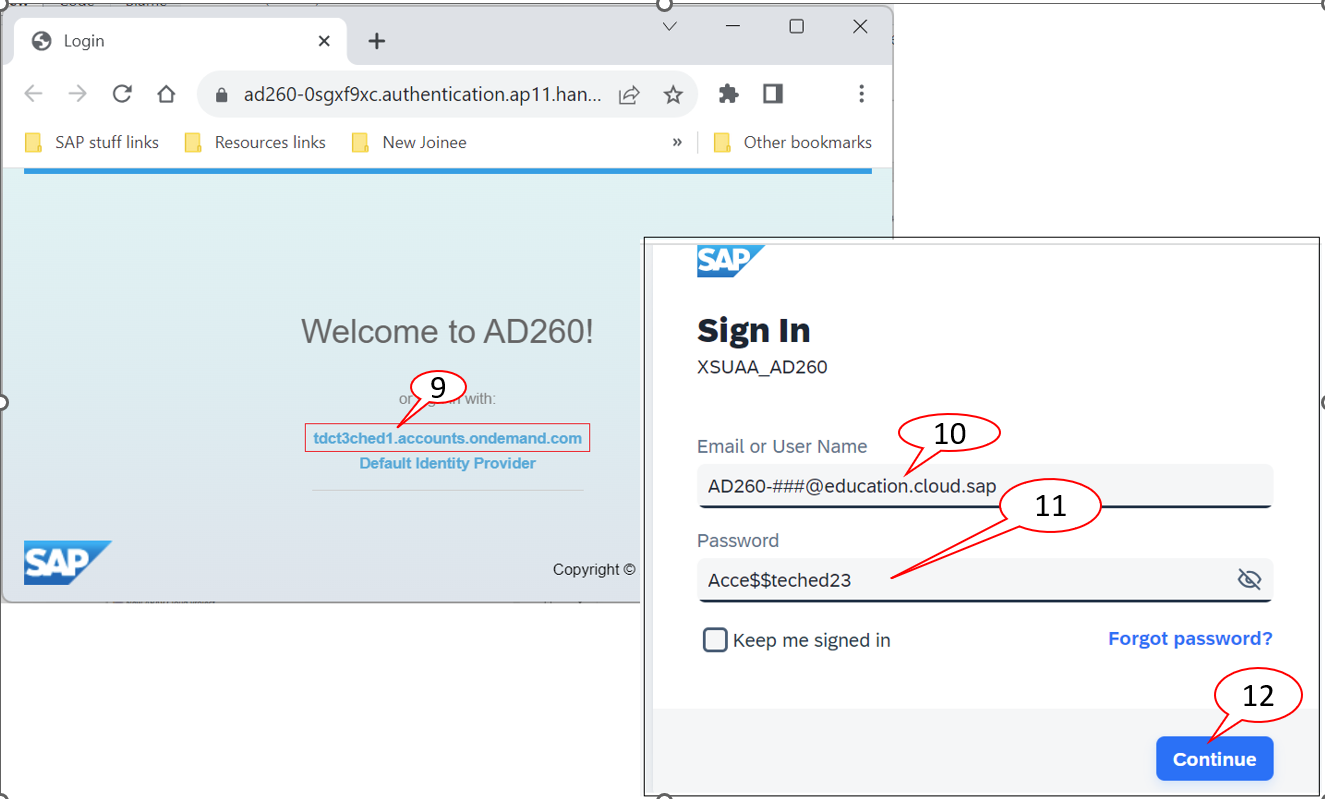 Login
ad260-0sgxf9xc.authentication.ap11.han...
SAP stuff links
Resources links
New Joinee
»
Other bookmarks
Welcome to AD260!
9
with:
tdct3ched1.accounts.ondemand.com
Default Identity Provider
SAP
Copyright ©
SAP
Sign In
XSUAA_AD260
Email or User Name
10
AD260-###@education.cloud.sap
11
Password
Acce$$teched23
Keep me signed in
Forgot password?
12
Continue